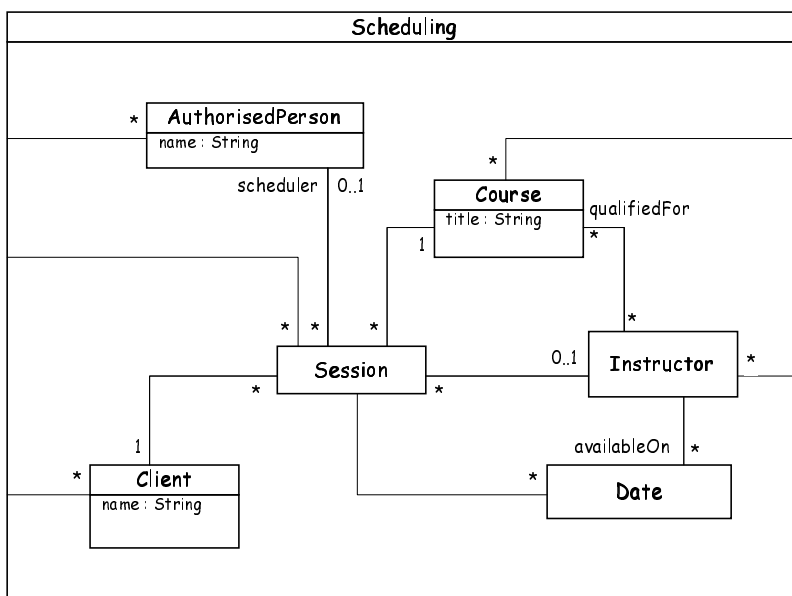 Scheduling
*
AuthorisedPerson
name : String
scheduler
0..1
*
Course
title : String
qualifiedFor
1
*
*
*
*
*
Session
0..1
Instructor
*
*
*
1
availableOn
*
*
Client
name : String
*
Date